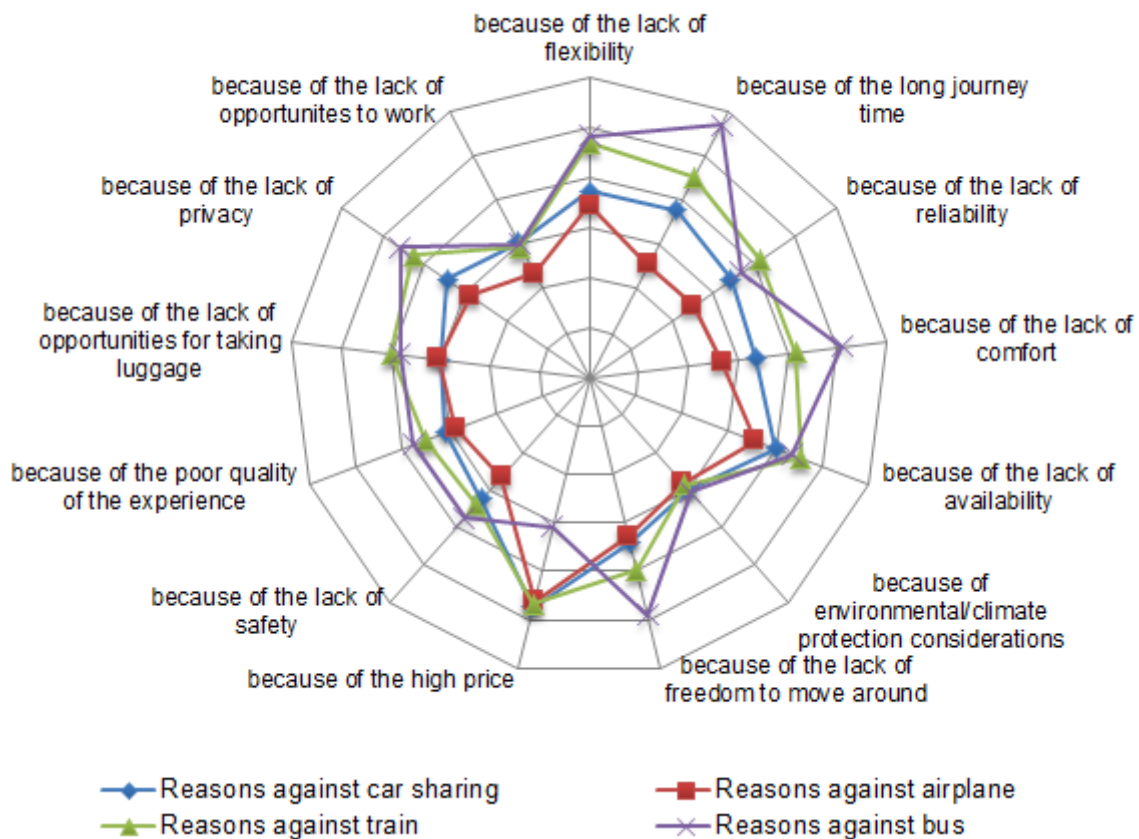 because of the lack of
flexibility
because of the long journey
time
because of the lack of
reliability
because of the lack of
comfort
because of the lack of
availability
because of
environmental/climate
protection considerations
because of the lack of
freedom to move around
because of the high price
because of the lack of
safety
because of the poor quality
of the experience
because of the lack of
opportunities for taking
luggage
because of the lack of
privacy
because of the lack of
opportunites to work
Reasons against car sharing
Reasons against airplane
Reasons against train
Reasons against bus